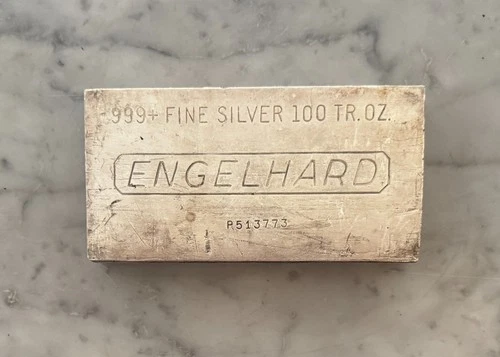 999+ FINE SILVER 100 TR.OZ.
ENGELHARD
P513773